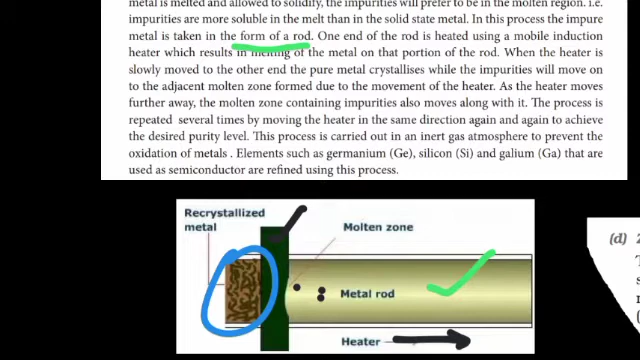 metal is melted and allowed to solidify, the impurities will prefer to be in the molten region. i.e.
impurities are more soluble in the melt than in the solid state metal. In this process the impure
metal is taken in the form of a rod. One end of the rod is heated using a mobile induction
heater which results in melting of the metal on that portion of the rod. When the heater is
slowly moved to the other end the pure metal crystallises while the impurities will move on
to the adjacent molten zone formed due to the movement of the heater. As the heater moves
further away, the molten zone containing impurities also moves along with it. The process is
repeated several times by moving the heater in the same direction again and again to achieve
the desired purity level. This process is carried out in an inert gas atmosphere to prevent the
oxidation of metals . Elements such as germanium (Ge), silicon (Si) and galium (Ga) that are
used as semiconductor are refined using this process.
Recrystallized
metal
Molten zone
Metal rod
Heater
(d)